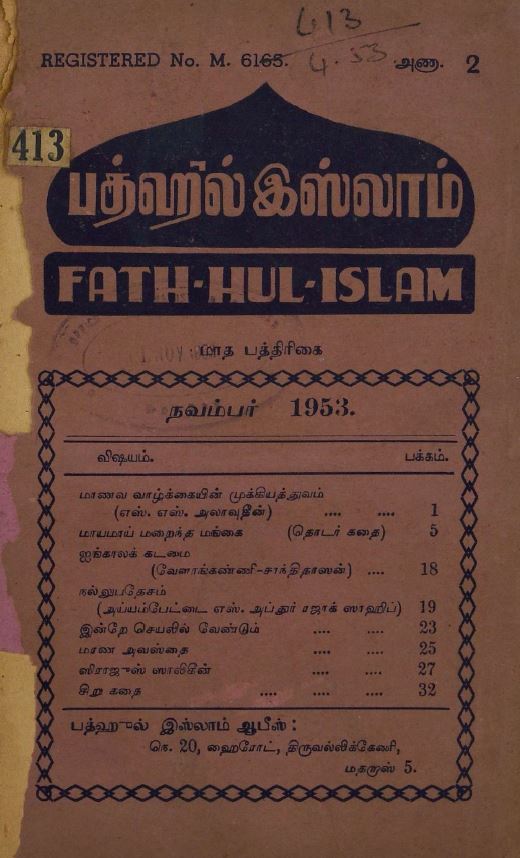 613
4.53
REGISTERED No. M. 6165. அணா. 2
413
பத்ஹுல் இஸ்லாம்
FATH-HUL-ISLAM
NOV
மாத பத்திரிகை
நவம்பர் 1953.
விஷயம். பக்கம்.
மாணவ வாழ்க்கையின் முக்கியத்துவம்
(எஸ். எஸ். அலாவுதீன்) .... .... 1
மாயமாய் மறைந்த மங்கை (தொடர் கதை) 5
ஐங்காலக் கடமை
(வேளாங்கண்ணி-சாந்திதாஸன்) .... 18
நல்லுபதேசம்
(அய்யம்பேட்டை எஸ். அப்துர் ரஜாக் ஸாஹிப்) 19
இன்றே செயலில் வேண்டும் .... .... 23
மரண அவஸ்தை .... .... 25
ஸிராஜுஸ் ஸாலிகின் .... .... 27
சிறு கதை .... .... .... 32
பத்ஹுல் இஸ்லாம் ஆபீஸ் :
நெ. 20, ஹைரோட், திருவல்லிக்கேணி,
மதராஸ் 5.